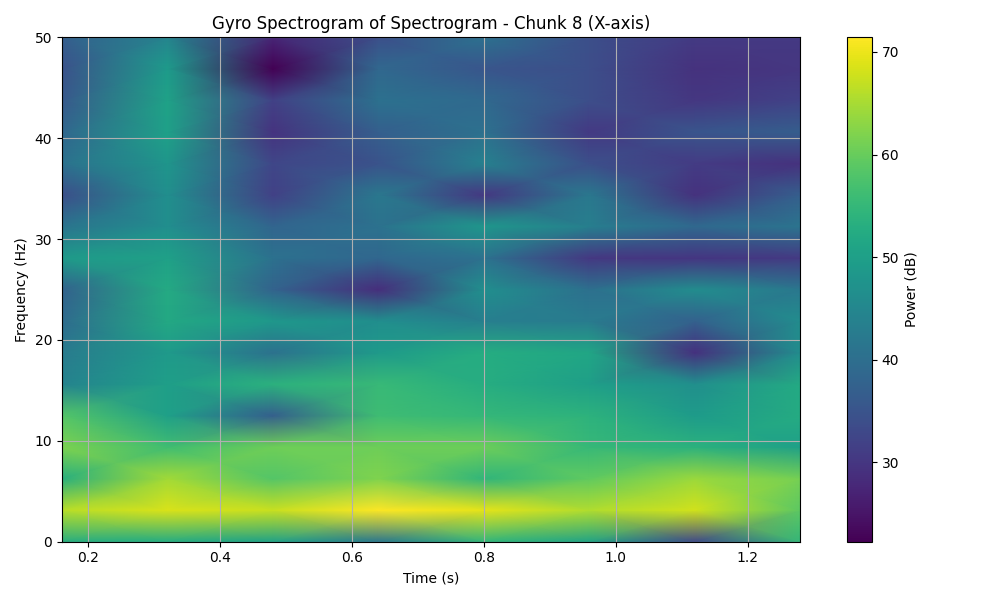 Gyro Spectrogram of Spectrogram - Chunk 8 (X-axis)
50
40
30
20
10
0
Frequency (Hz)
0.2 0.4 0.6 0.8 1.0 1.2
Time (s)
70
60
50
40
30
Power (dB)